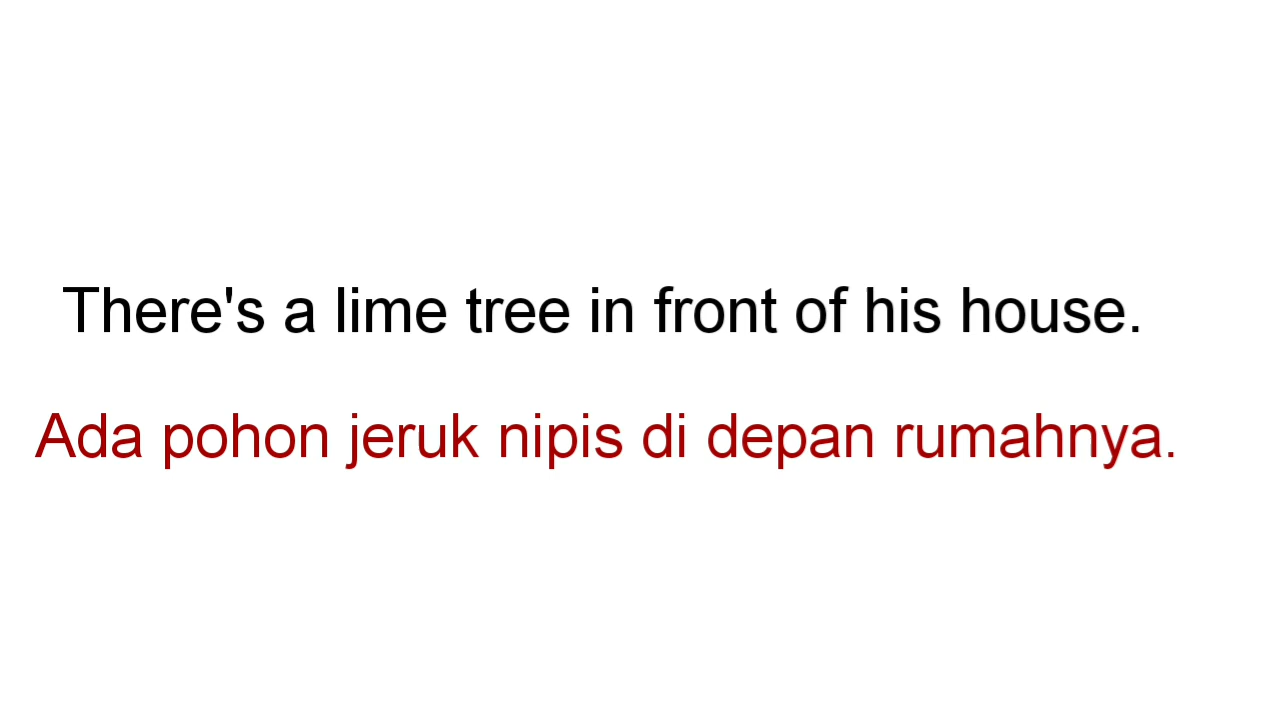 There's a lime tree in front of his house.
Ada pohon jeruk nipis di depan rumahnya.